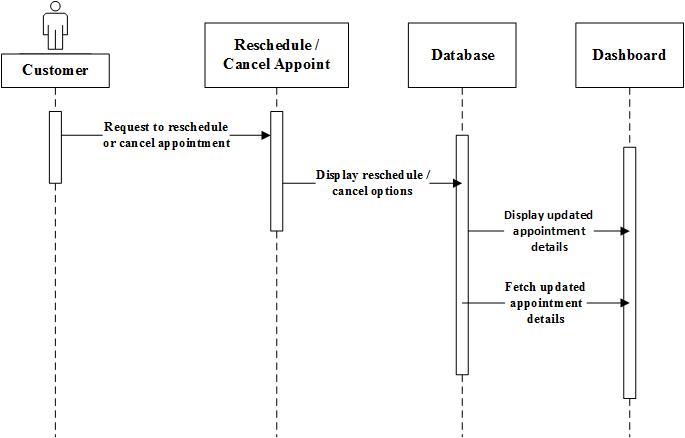 Customer
Reschedule /
Cancel Appoint
Database
Dashboard
Request to reschedule
or cancel appointment
Display reschedule /
cancel options
Display updated
appointment
details
Fetch updated
appointment
details